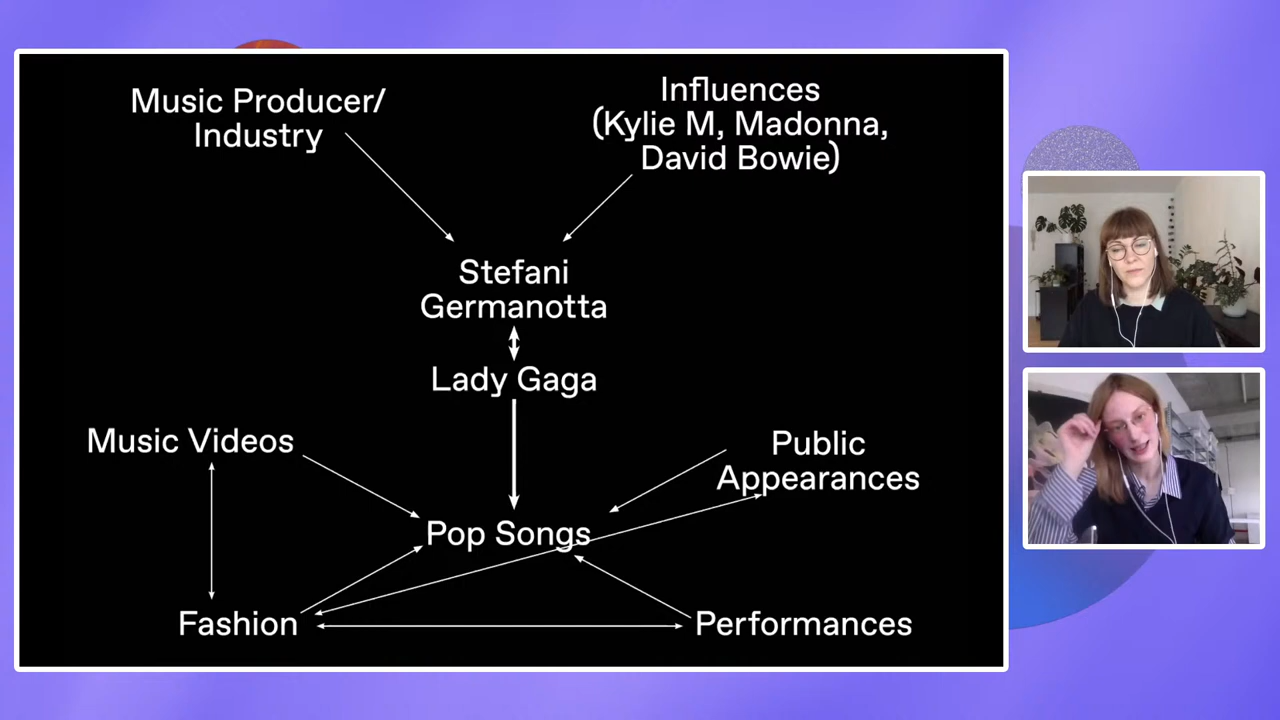 Music Producer/
Industry
Influences
(Kylie M, Madonna,
David Bowie)
Stefani
Germanotta
Lady Gaga
Music Videos
Public
Appearances
Pop Songs
Fashion
Performances